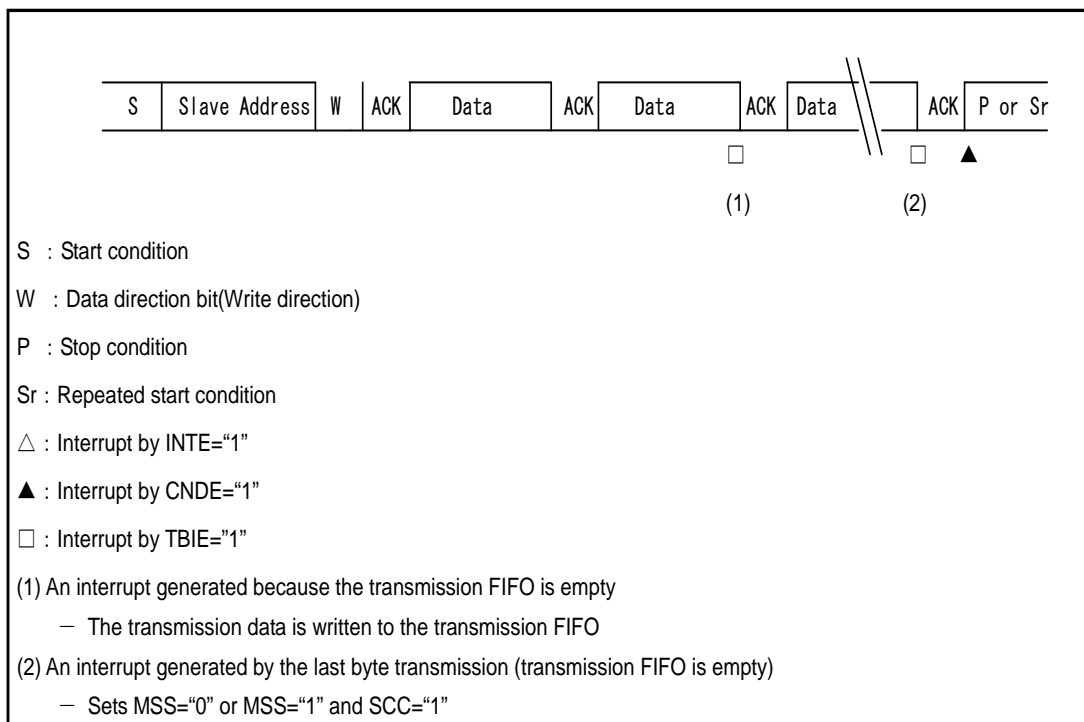 S Slave Address W ACK Data ACK Data ACK Data ACK P or Sr
□ □ ▲
(1) (2)
S : Start condition
W : Data direction bit(Write direction)
P : Stop condition
Sr : Repeated start condition
△ : Interrupt by INTE=“1”
▲ : Interrupt by CNDE=“1”
□ : Interrupt by TBIE=”1”
(1) An interrupt generated because the transmission FIFO is empty
－ The transmission data is written to the transmission FIFO
(2) An interrupt generated by the last byte transmission (transmission FIFO is empty)
－ Sets MSS=“0” or MSS=“1” and SCC=“1”